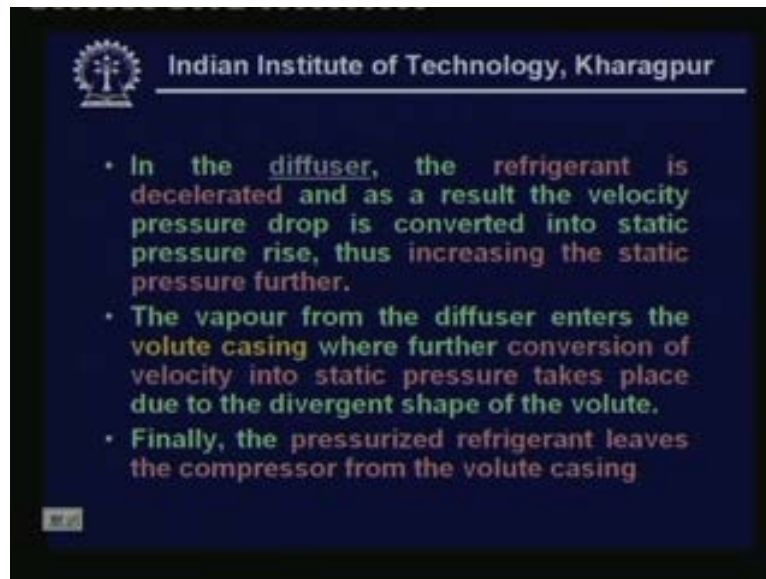 Indian Institute of Technology, Kharagpur
• In the diffuser, the refrigerant is
decelerated and as a result the velocity
pressure drop is converted into static
pressure rise, thus increasing the static
pressure further.
• The vapour from the diffuser enters the
volute casing where further conversion of
velocity into static pressure takes place
due to the divergent shape of the volute.
• Finally, the pressurized refrigerant leaves
the compressor from the volute casing